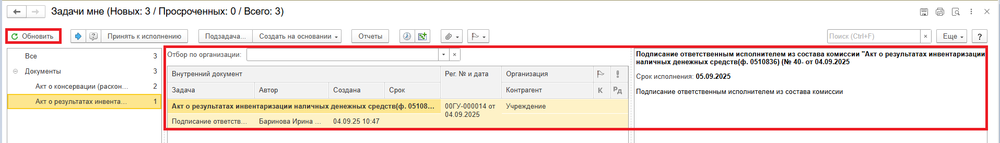 Задачи мне (Новых: 3 / Просроченных: 0 / Всего: 3)
Обновить
Принять к исполнению
Подзадача...
Создать на основании
Отчеты
Поиск (Ctrl+F)
×
Еще
?
Все 3
Документы 3
Акт о консервации (раскон... 2
Акт о результатах инвента... 1
Отбор по организации:
×
Внутренний документ
Рег. № и дата
Организация
Задача
Автор
Создана
Срок
Контрагент
К
Рд
Акт о результатах инвентаризации наличных денежных средств(ф. 05108...
00ГУ-000014 от
04.09.2025
Учреждение
Подписание ответств...
Баринова Ирина ...
04.09.25 10:47
Подписание ответственным исполнителем из состава комиссии "Акт о результатах инвентаризации
наличных денежных средств(ф. 0510836) (№ 40- от 04.09.2025
Срок исполнения: 05.09.2025
Подписание ответственным исполнителем из состава комиссии